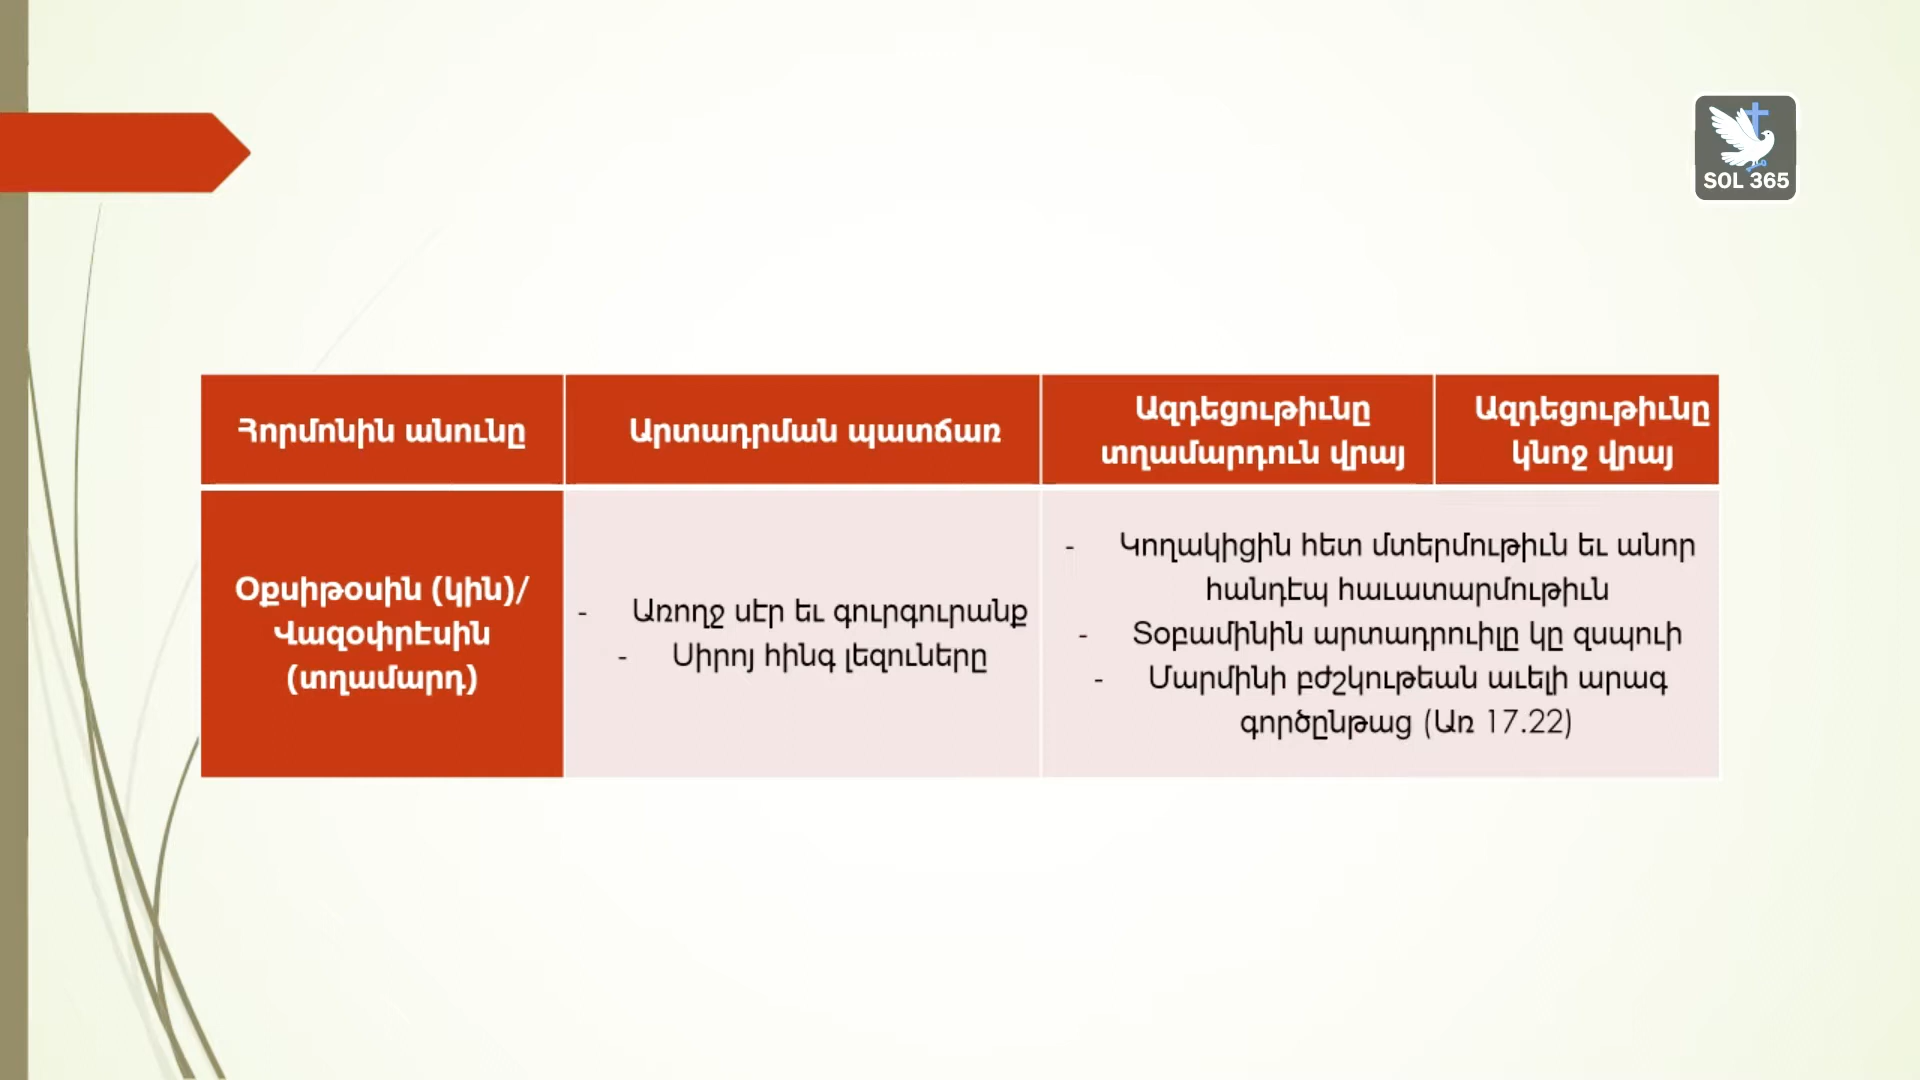 SOL 365
Հորմոնին անունը
Արտադրման պատճառ
Ազդեցութիւնը
տղամարդուն վրայ
Ազդեցութիւնը
կնոջ վրայ
Օքսիթօսին (կին)/
Վազօփրէսին
(տղամարդ)
- Առողջ սէր եւ գուրգուրանք
- Սիրոյ հինգ լեզուները
- Կողակիցին հետ մտերմութիւն եւ անոր
հանդէպ հաւատարմութիւն
- Տօբամինին արտադրուիլը կը զսպուի
- Մարմինի բժշկութեան աւելի արագ
գործընթաց (Առ 17.22)